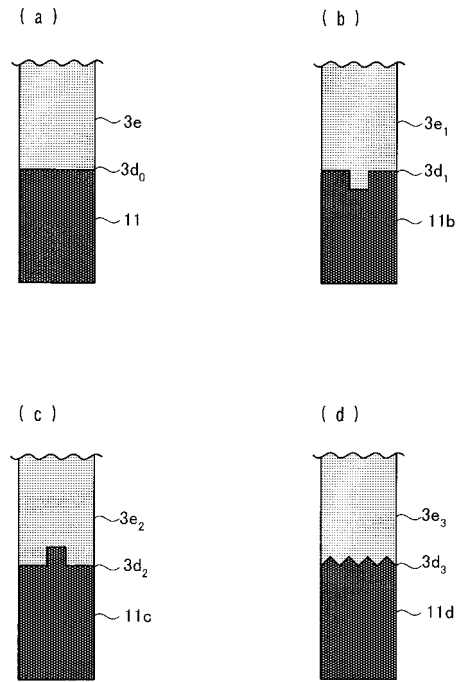 ( a )
3e
3d₀
11
( b )
3e₁
3d₁
11b
( c )
3e₂
3d₂
11c
( d )
3e₃
3d₃
11d